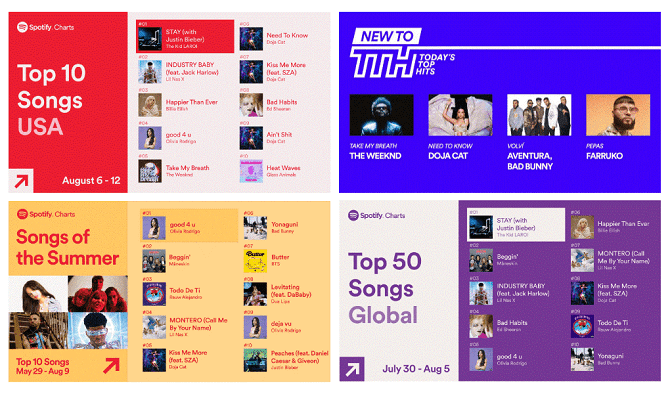 Spotify. Charts
Top 10
Songs
USA
August 6 - 12
#01
STAY (with
Justin Bieber)
The Kid LAROI
#02
INDUSTRY BABY
(feat. Jack Harlow)
Lil Nas X
#03
Happier Than Ever
Billie Eilish
#04
good 4 u
Olivia Rodrigo
#05
Take My Breath
The Weeknd
#06
Need To Know
Doja Cat
#07
Kiss Me More
(feat. SZA)
Doja Cat
#08
Bad Habits
Ed Sheeran
#09
Ain't Shit
Doja Cat
#10
Heat Waves
Glass Animals
NEW TO
TTH
TODAY'S
TOP
HITS
TAKE MY BREATH
THE WEEKND
NEED TO KNOW
DOJA CAT
VOLVÍ
AVENTURA,
BAD BUNNY
PEPAS
FARRUKO
Spotify. Charts
Songs of
the Summer
Top 10 Songs
May 29 - Aug 9
#01
good 4 u
Olivia Rodrigo
#02
Beggin'
Måneskin
#03
Todo De Ti
Rauw Alejandro
#04
MONTERO (Call
Me By Your Name)
Lil Nas X
#05
Kiss Me More
(feat. SZA)
Doja Cat
#06
Yonaguni
Bad Bunny
#07
Butter
BTS
#08
Levitating
(feat. DaBaby)
Dua Lipa
#09
deja vu
Olivia Rodrigo
#10
Peaches (feat. Daniel
Caesar & Giveon)
Justin Bieber
Spotify. Charts
Top 50
Songs
Global
July 30 - Aug 5
#01
STAY (with
Justin Bieber)
The Kid LAROI
#02
Beggin'
Måneskin
#03
INDUSTRY BABY
(feat. Jack Harlow)
Lil Nas X
#04
Bad Habits
Ed Sheeran
#05
good 4 u
Olivia Rodrigo
#06
Happier Than Ever
Billie Eilish
#07
MONTERO (Call
Me By Your Name)
Lil Nas X
#08
Kiss Me More
(feat. SZA)
Doja Cat
#09
Todo De Ti
Rauw Alejandro
#10
Yonaguni
Bad Bunny